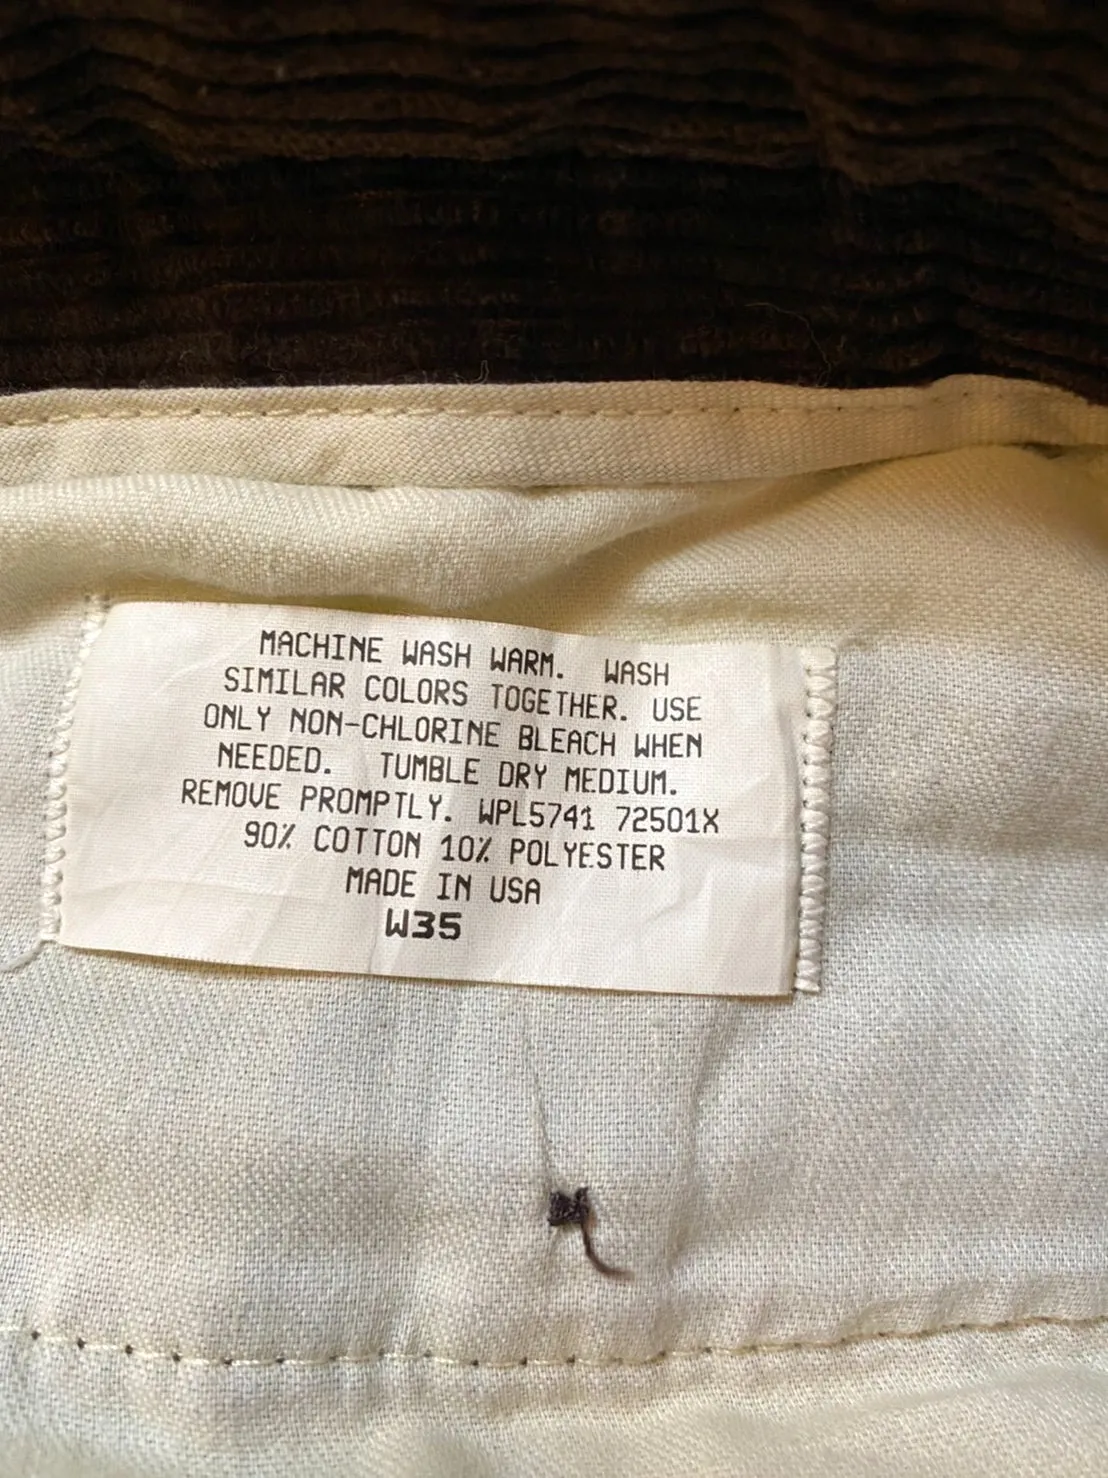 MACHINE WASH WARM. WASH
SIMILAR COLORS TOGETHER. USE
ONLY NON-CHLORINE BLEACH WHEN
NEEDED. TUMBLE DRY MEDIUM.
REMOVE PROMPTLY. WPL5741 72501X
90% COTTON 10% POLYESTER
MADE IN USA
W35